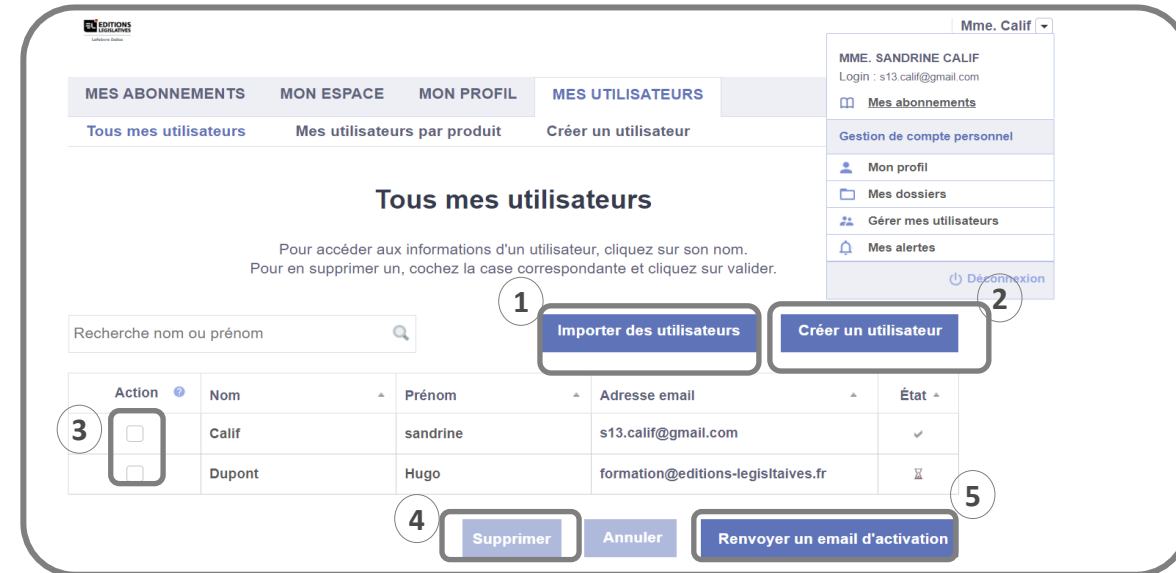 EDITIONS
LEGISLATIVES
Lefebvre Dalloz
Mme. Calif
MME. SANDRINE CALIF
Login : s13.calif@gmail.com
Mes abonnements
Gestion de compte personnel
Mon profil
Mes dossiers
Gérer mes utilisateurs
Mes alertes
Déconnexion
MES ABONNEMENTS MON ESPACE MON PROFIL MES UTILISATEURS
Tous mes utilisateurs Mes utilisateurs par produit Créer un utilisateur
Tous mes utilisateurs
Pour accéder aux informations d'un utilisateur, cliquez sur son nom.
Pour en supprimer un, cochez la case correspondante et cliquez sur valider.
1 2
Recherche nom ou prénom Importer des utilisateurs Créer un utilisateur
Action ? Nom Prénom Adresse email État
3 Calif sandrine s13.calif@gmail.com
Dupont Hugo formation@editions-legisltaives.fr
4 5
Supprimer Annuler Renvoyer un email d'activation